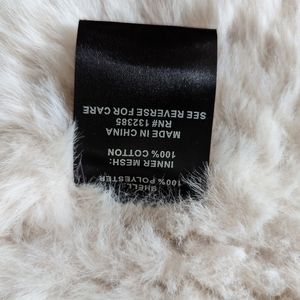 SHELL:
100% POLYESTER
INNER MESH:
100% COTTON
MADE IN CHINA
RN# 132385
SEE REVERSE FOR CARE